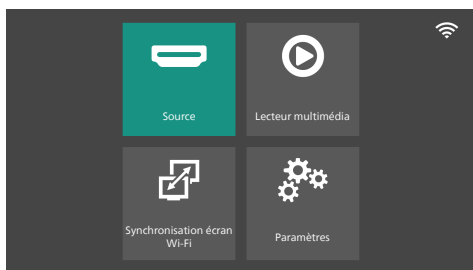 Source
Lecteur multimédia
Synchronisation écran
Wi-Fi
Paramètres